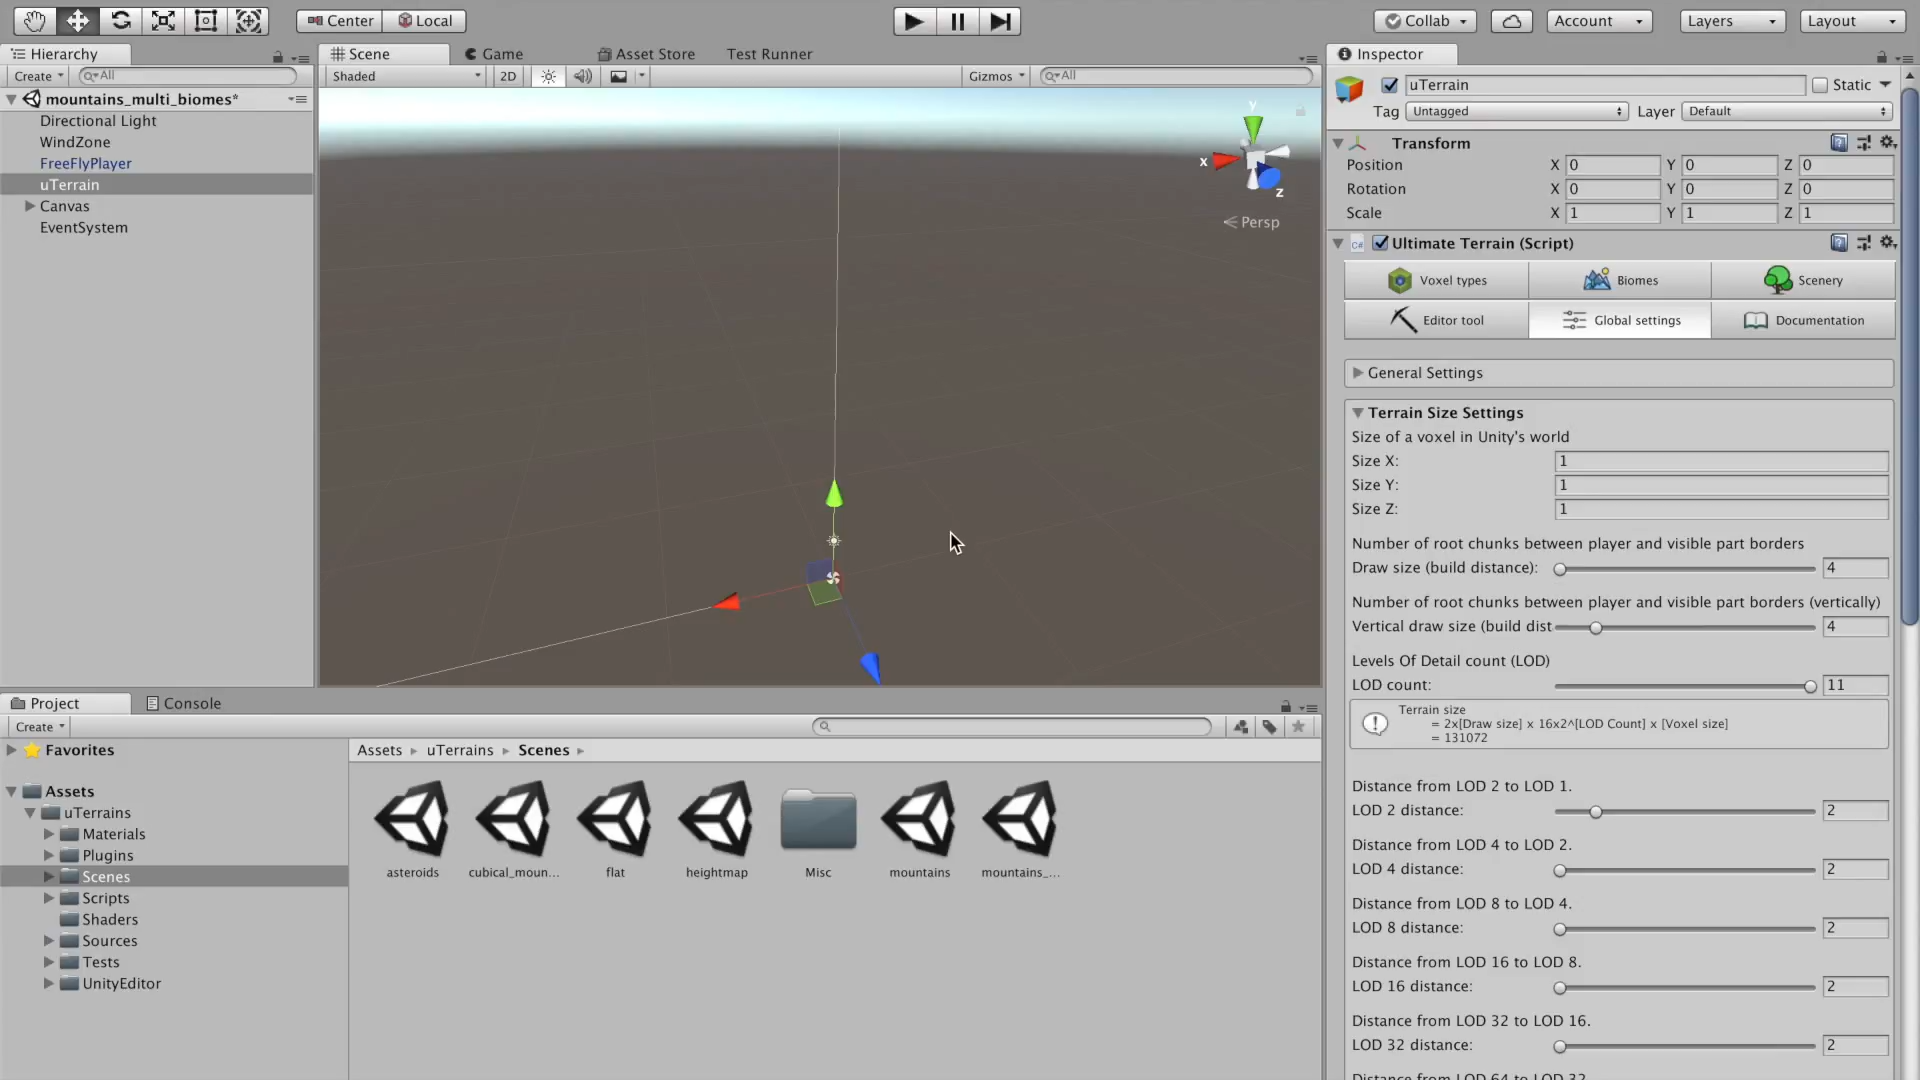 Center
Local
Collab
Account
Layers
Layout
Hierarchy
Create
All
mountains_multi_biomes*
Directional Light
WindZone
FreeFlyPlayer
uTerrain
Canvas
EventSystem
Scene
Game
Asset Store
Test Runner
Shaded
2D
Gizmos
All
y
x
z
Persp
Inspector
uTerrain
Static
Tag
Untagged
Layer
Default
Transform
Position X 0 Y 0 Z 0
Rotation X 0 Y 0 Z 0
Scale X 1 Y 1 Z 1
C#
Ultimate Terrain (Script)
Voxel types
Biomes
Scenery
Editor tool
Global settings
Documentation
General Settings
Terrain Size Settings
Size of a voxel in Unity's world
Size X: 1
Size Y: 1
Size Z: 1
Number of root chunks between player and visible part borders
Draw size (build distance): 4
Number of root chunks between player and visible part borders (vertically)
Vertical draw size (build dist 4
Levels Of Detail count (LOD)
LOD count: 11
Terrain size
= 2x[Draw size] x 16x2^[LOD Count] x [Voxel size]
= 131072
Distance from LOD 2 to LOD 1.
LOD 2 distance: 2
Distance from LOD 4 to LOD 2.
LOD 4 distance: 2
Distance from LOD 8 to LOD 4.
LOD 8 distance: 2
Distance from LOD 16 to LOD 8.
LOD 16 distance: 2
Distance from LOD 32 to LOD 16.
LOD 32 distance: 2
Distance from LOD 64 to LOD 32
Project
Console
Create
Favorites
Assets
uTerrains
Materials
Plugins
Scenes
Scripts
Shaders
Sources
Tests
UnityEditor
Assets
uTerrains
Scenes
asteroids
cubical_moun...
flat
heightmap
Misc
mountains
mountains_...